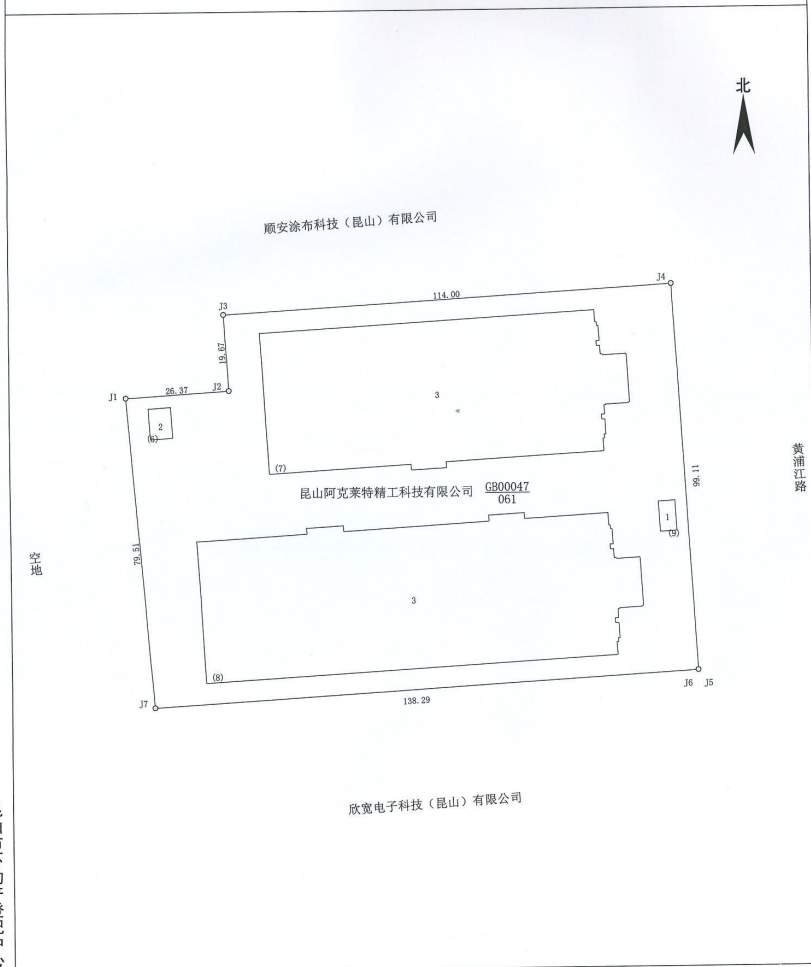 北
顺安涂布科技（昆山）有限公司
J4
114.00
J3
19.67
J1
26.37
J2
3
2
(6)
(7)
昆山阿克莱特精工科技有限公司
GB00047
061
黄浦江路
99.11
1
(9)
空地
79.51
3
(8)
J7
138.29
J6
J5
欣宽电子科技（昆山）有限公司